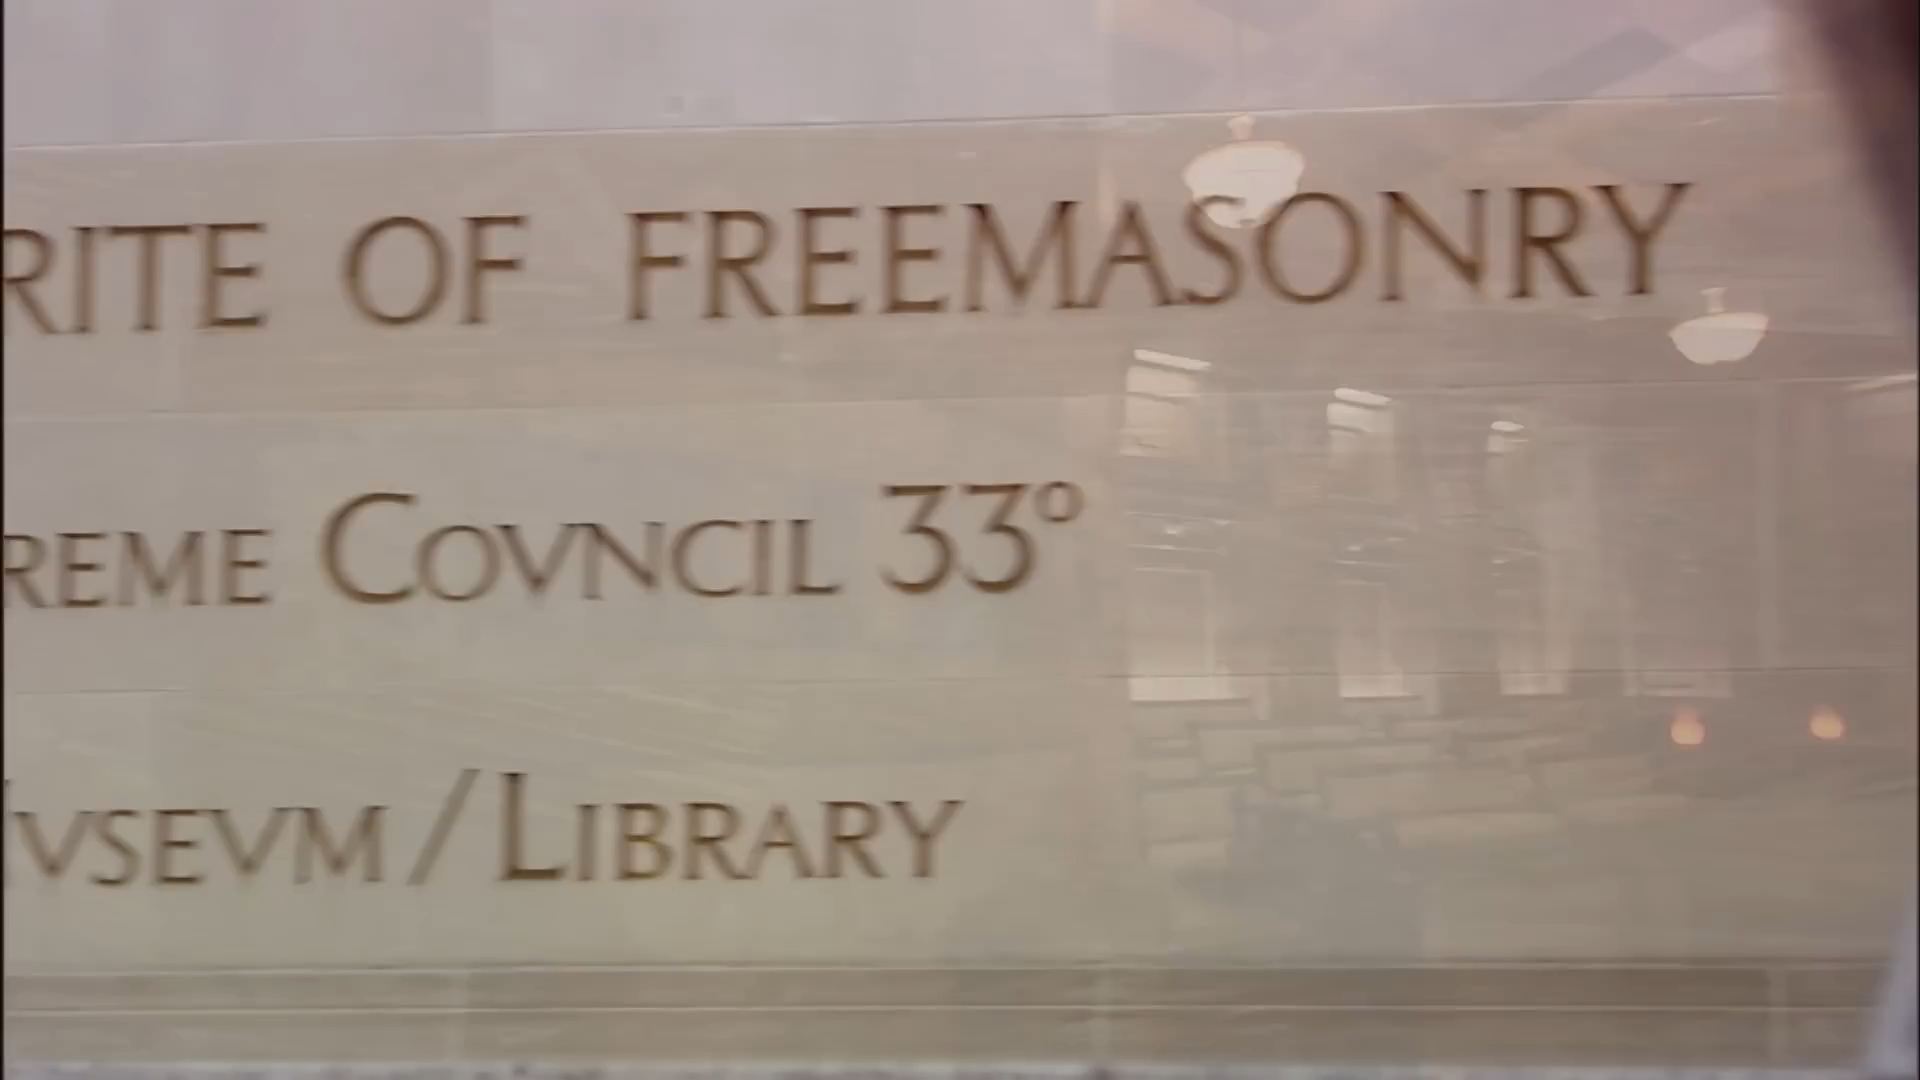 RITE OF FREEMASONRY
REME COVNCIL 33°
VSEVM/LIBRARY